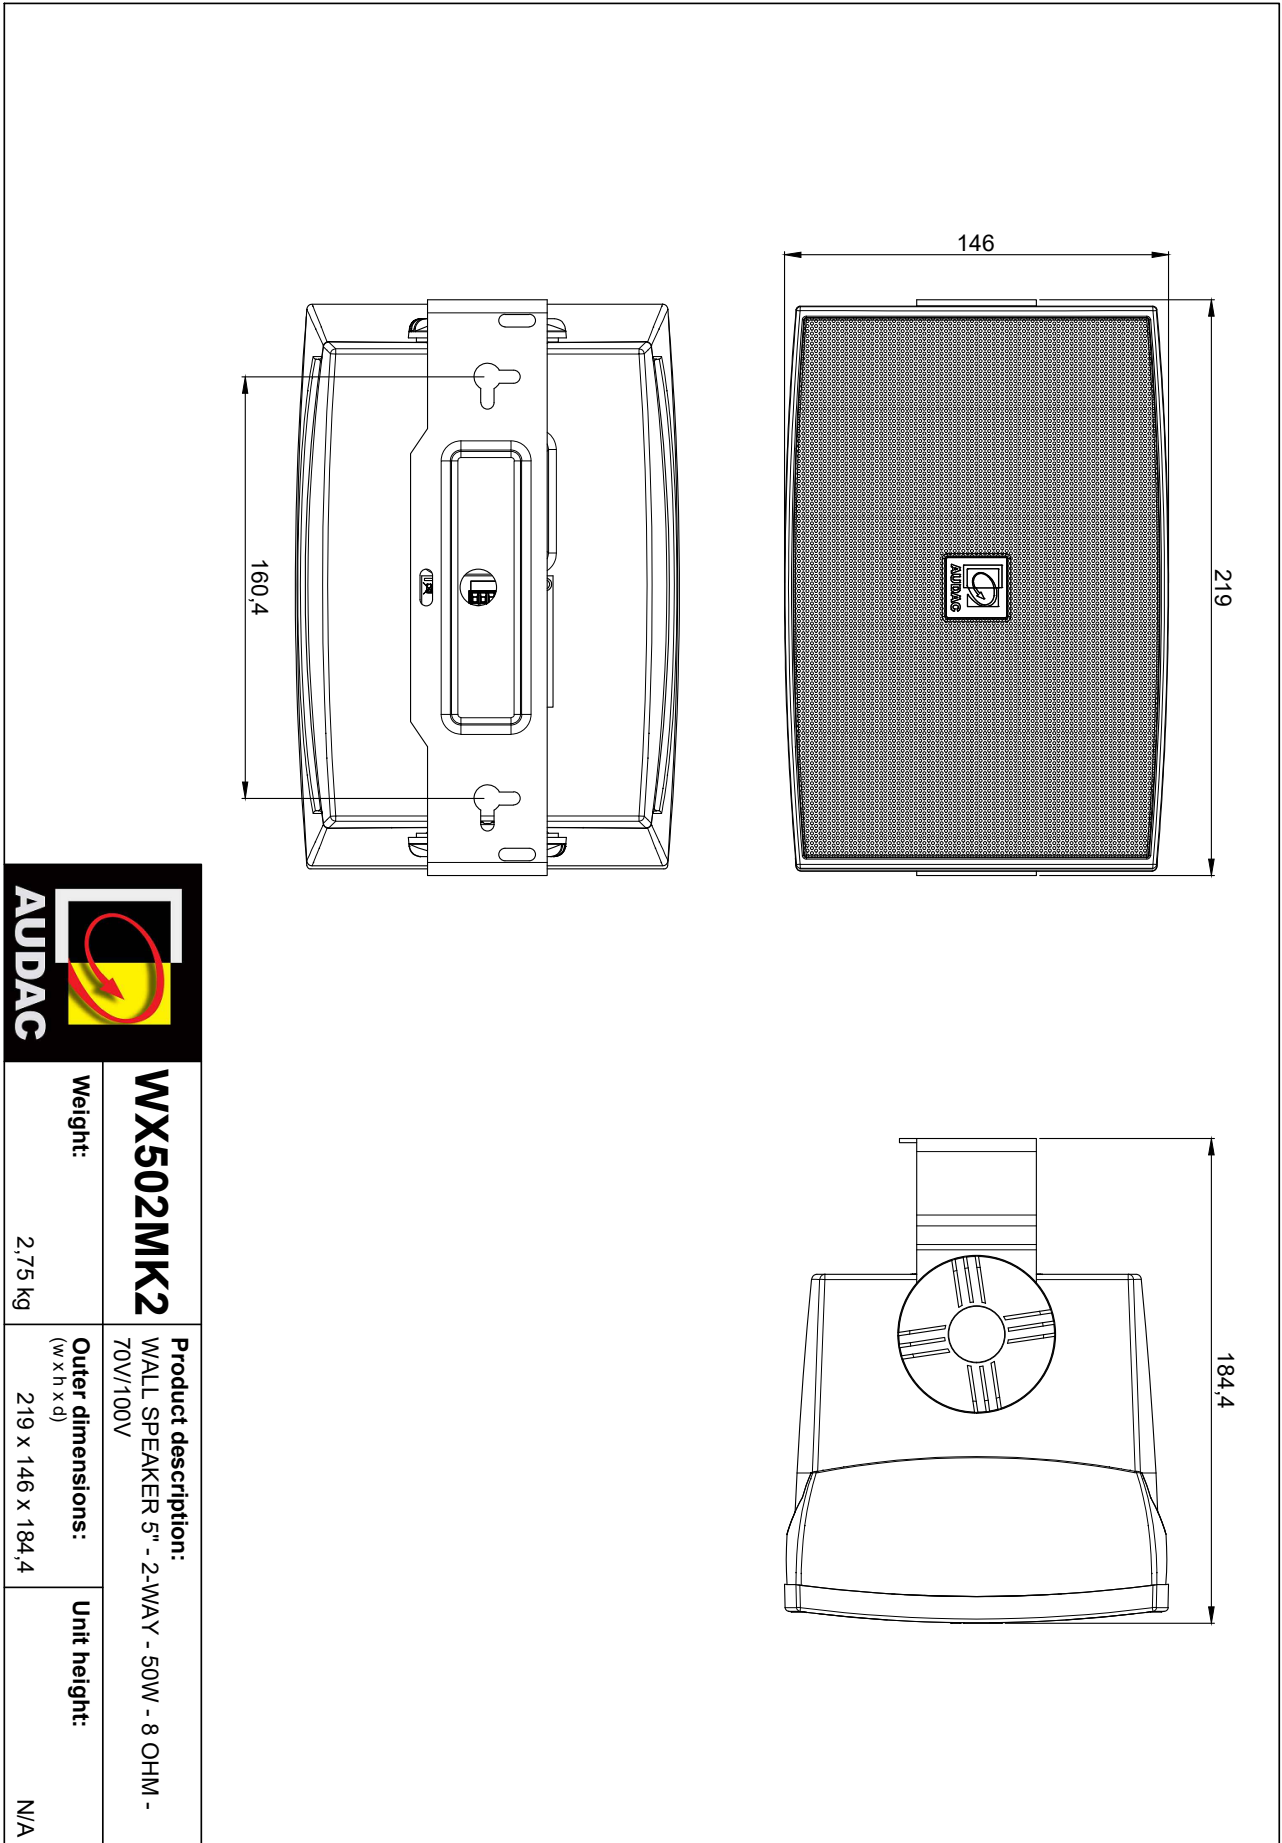 219
146
AUDAC
184,4
160,4
AUDAC
WX502MK2
Product description:
WALL SPEAKER 5" - 2-WAY - 50W - 8 OHM -
70V/100V
Weight:
2,75 kg
Outer dimensions:
(w x h x d)
219 x 146 x 184,4
Unit height:
N/A